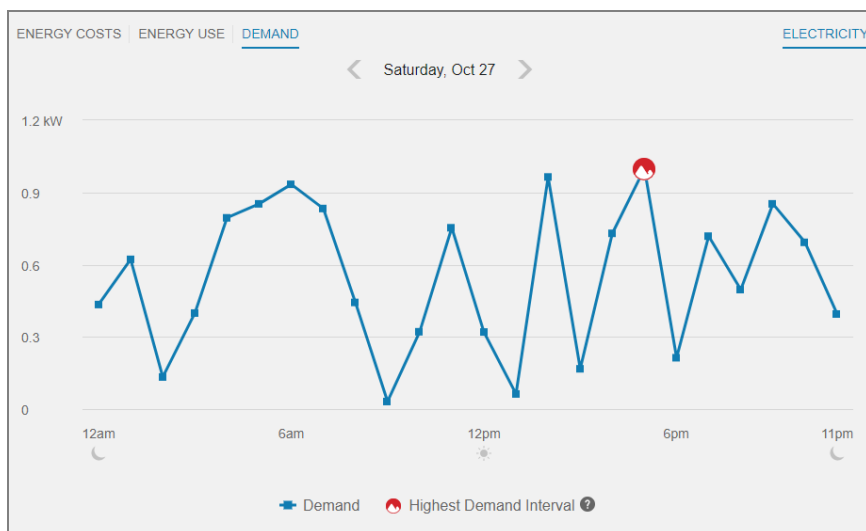 ENERGY COSTS ENERGY USE DEMAND ELECTRICITY
Saturday, Oct 27
1.2 kW
0.9
0.6
0.3
0
12am 6am 12pm 6pm 11pm
Demand Highest Demand Interval ?